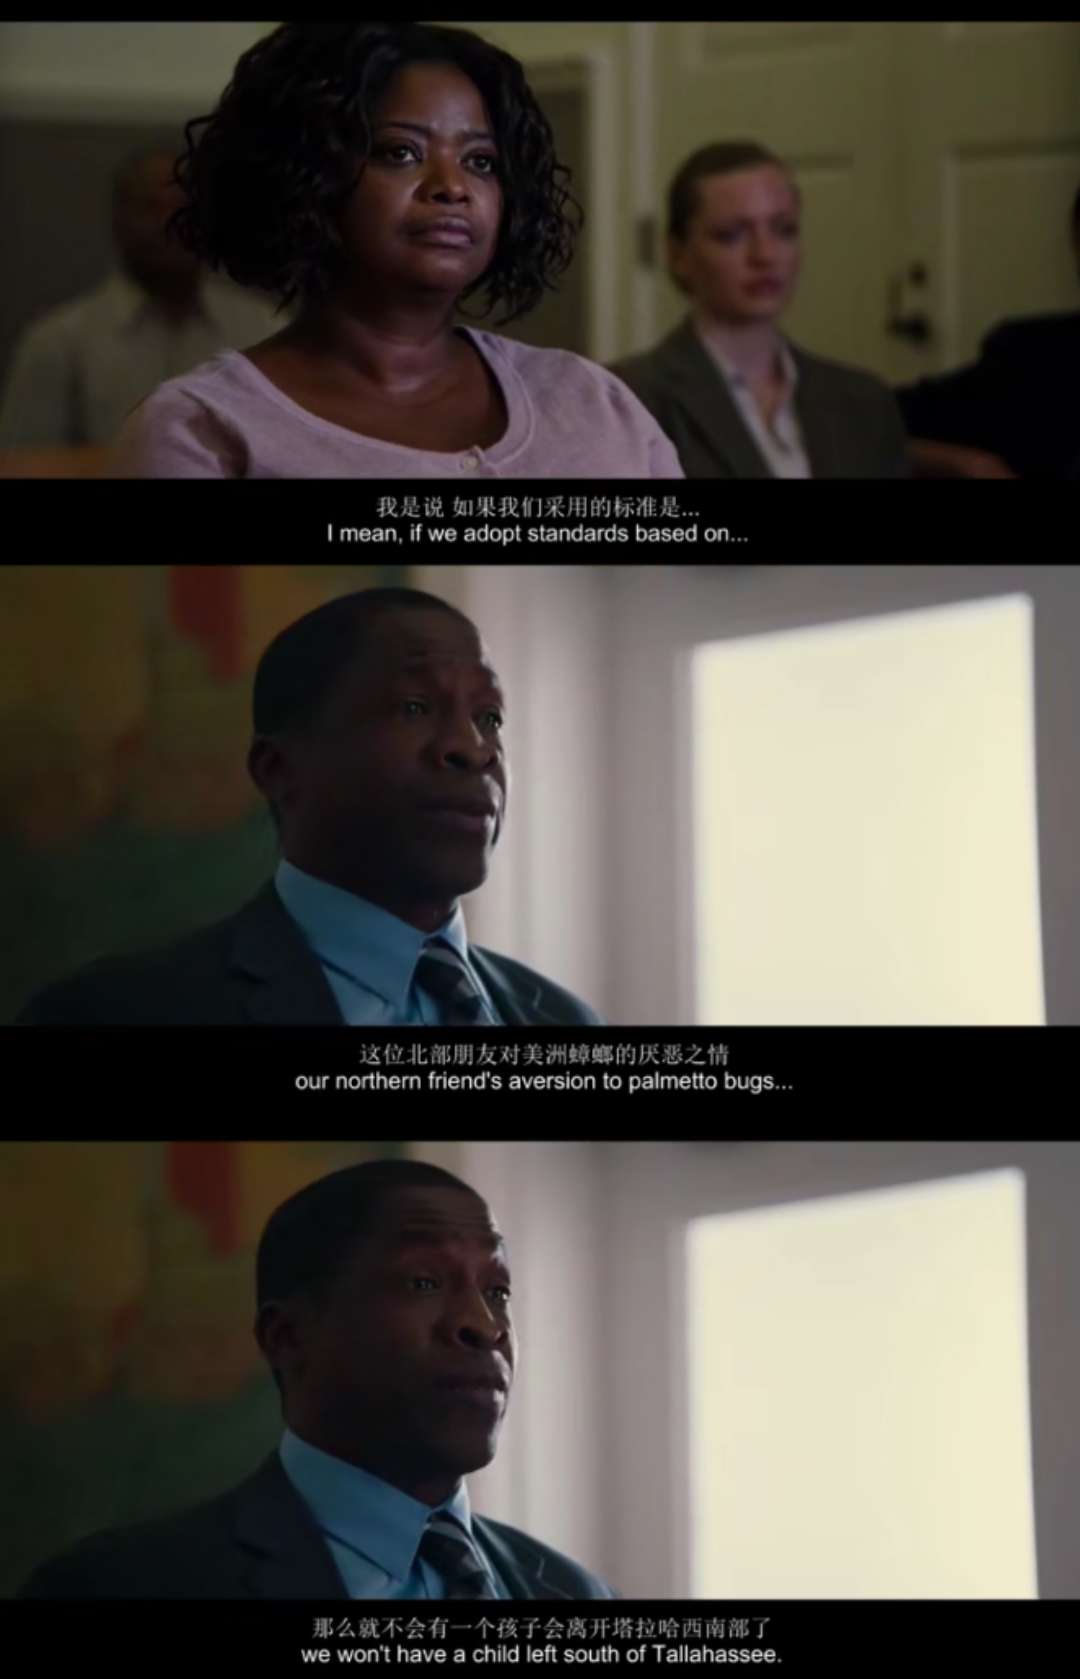 我是说 如果我们采用的标准是...
I mean, if we adopt standards based on...
这位北部朋友对美洲蟑螂的厌恶之情
our northern friend's aversion to palmetto bugs...
那么就不会有一个孩子会离开塔拉哈西南部了
we won't have a child left south of Tallahassee.